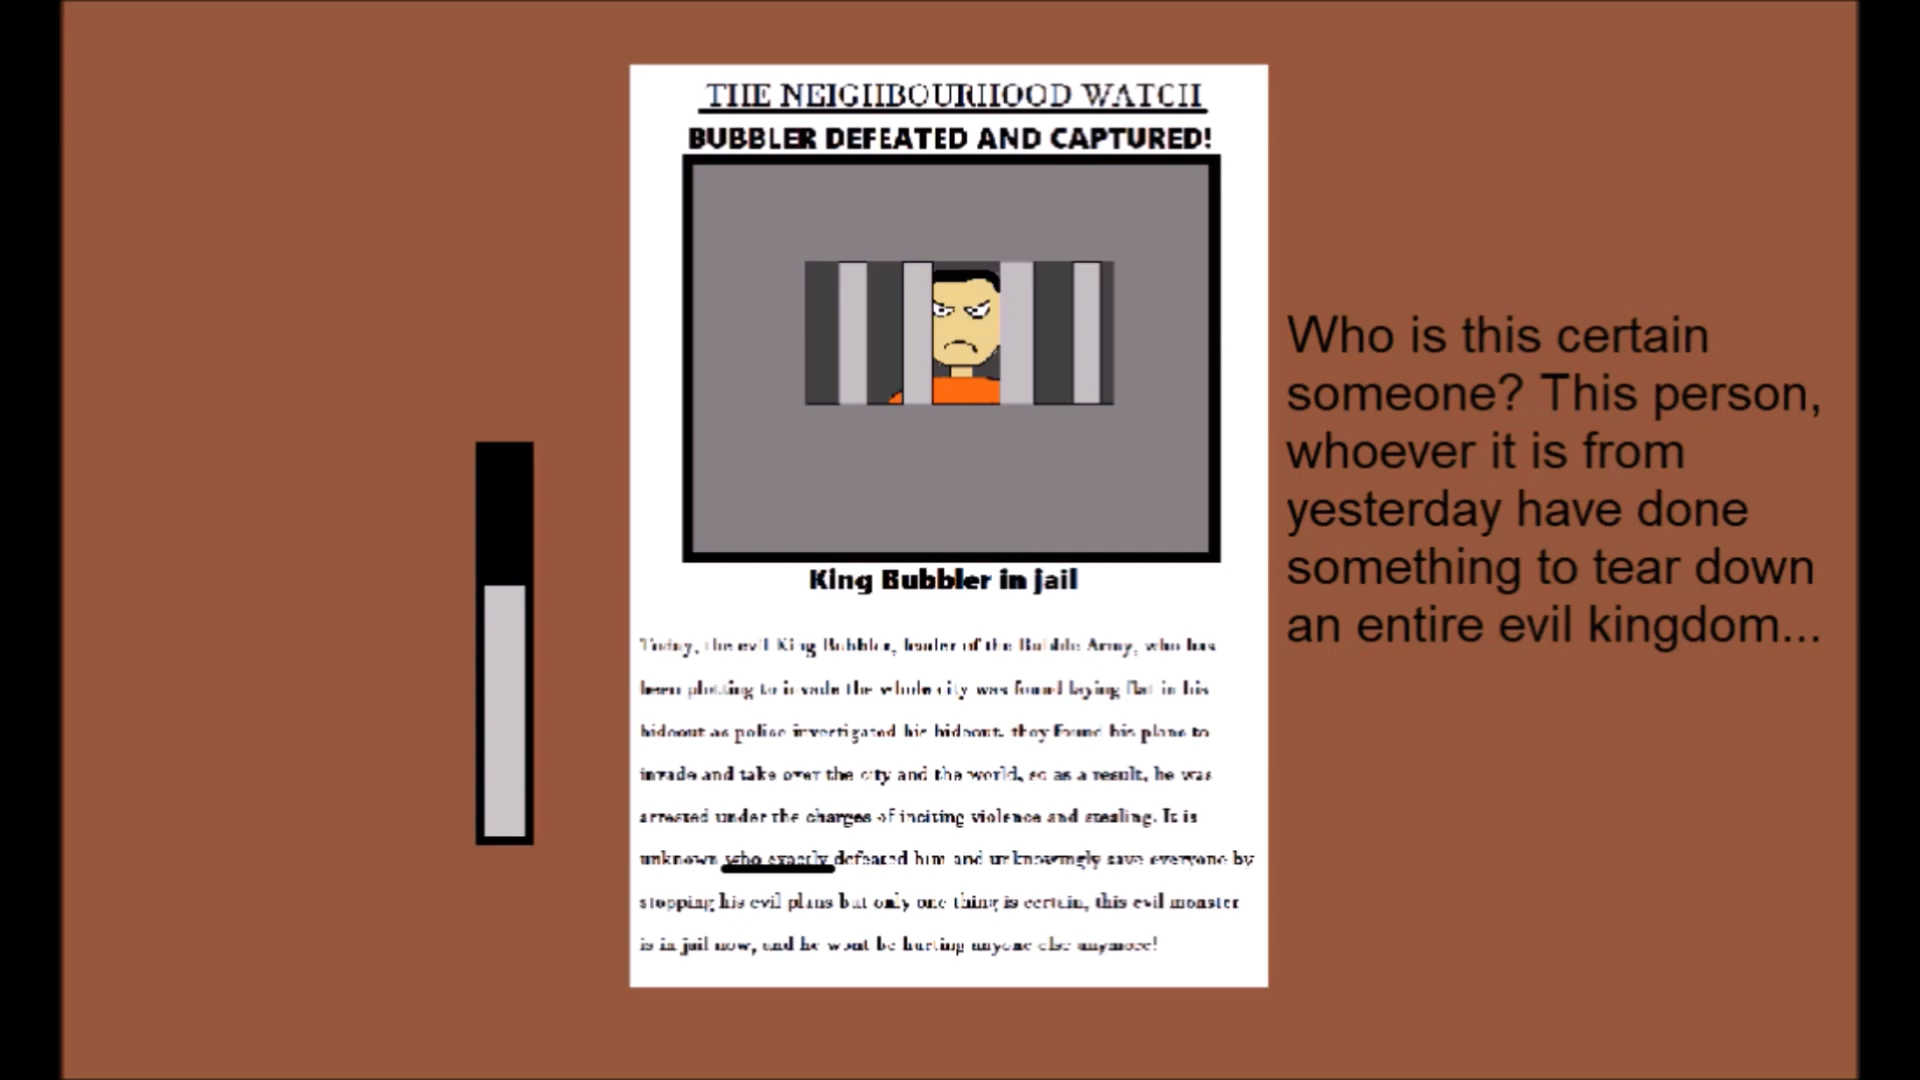 THE NEIGHBOURHOOD WATCH
BUBBLER DEFEATED AND CAPTURED!
King Bubbler in jail
Today, the evil King Bubbler, leader of the Bubble Army, who has
been plotting to invade the whole city was found laying flat in his
hideout as police investigated his hideout. they found his plans to
invade and take over the city and the world, so as a result, he was
arrested under the charges of inciting violence and stealing. It is
unknown who exactly defeated him and unknowingly save everyone by
stopping his evil plans but only one thing is certain, this evil monster
is in jail now, and he wont be hurting anyone else anymore!
Who is this certain
someone? This person,
whoever it is from
yesterday have done
something to tear down
an entire evil kingdom...